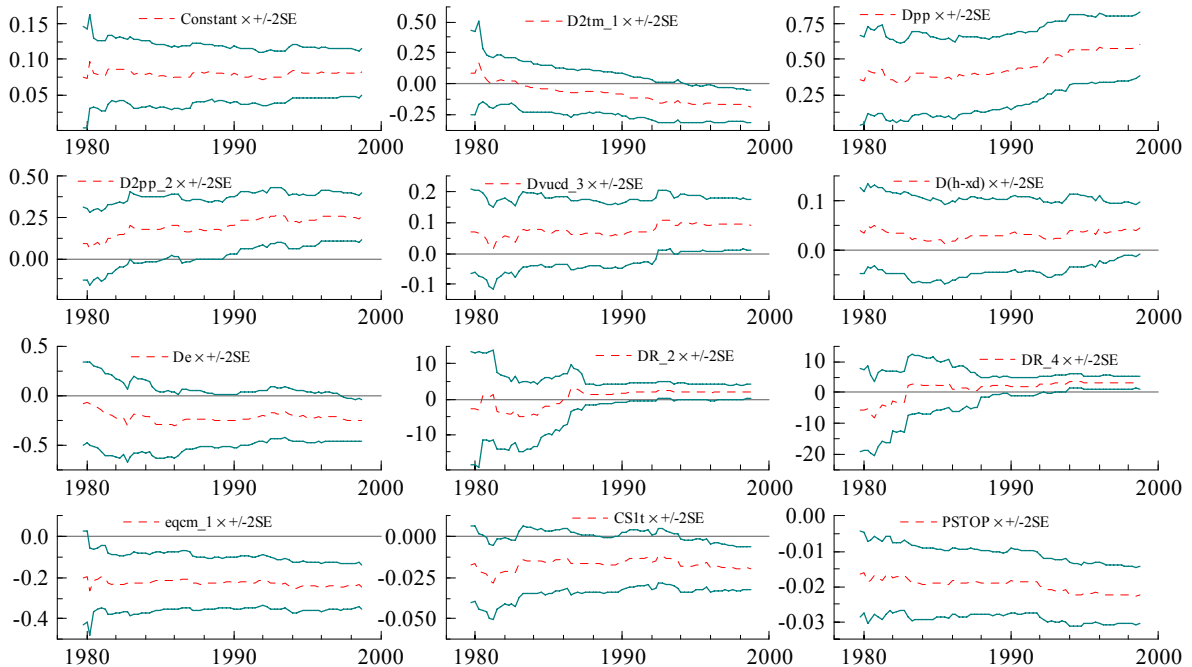 Constant × +/-2SE
0.15
0.10
0.05
1980 1990 2000
D2tm_1 × +/-2SE
0.50
0.25
0.00
-0.25
1980 1990 2000
Dpp × +/-2SE
0.75
0.50
0.25
1980 1990 2000
D2pp_2 × +/-2SE
0.50
0.25
0.00
1980 1990 2000
Dvucd_3 × +/-2SE
0.2
0.1
0.0
-0.1
1980 1990 2000
D(h-xd) × +/-2SE
0.1
0.0
1980 1990 2000
De × +/-2SE
0.5
0.0
-0.5
1980 1990 2000
DR_2 × +/-2SE
10
0
-10
1980 1990 2000
DR_4 × +/-2SE
10
0
-10
-20
1980 1990 2000
eqcm_1 × +/-2SE
0.0
-0.2
-0.4
1980 1990 2000
CS1t × +/-2SE
0.000
-0.025
-0.050
1980 1990 2000
PSTOP × +/-2SE
0.00
-0.01
-0.02
-0.03
1980 1990 2000